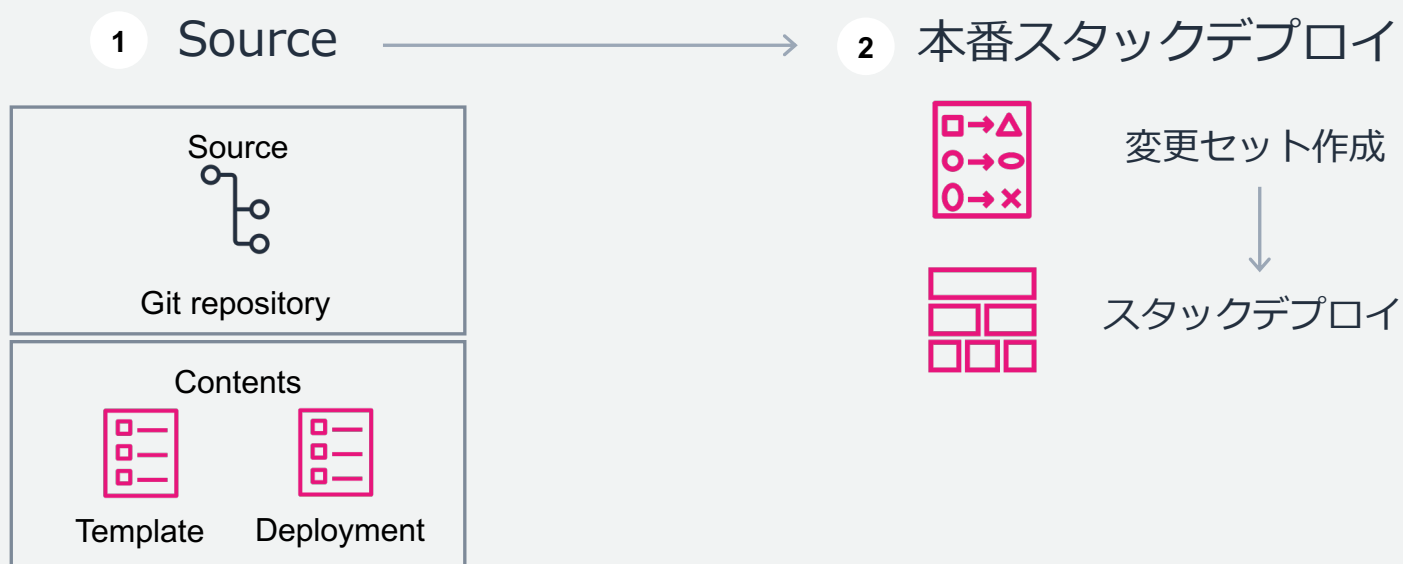 1 Source
2 本番スタックデプロイ
Source
Git repository
Contents
Template Deployment
変更セット作成
スタックデプロイ